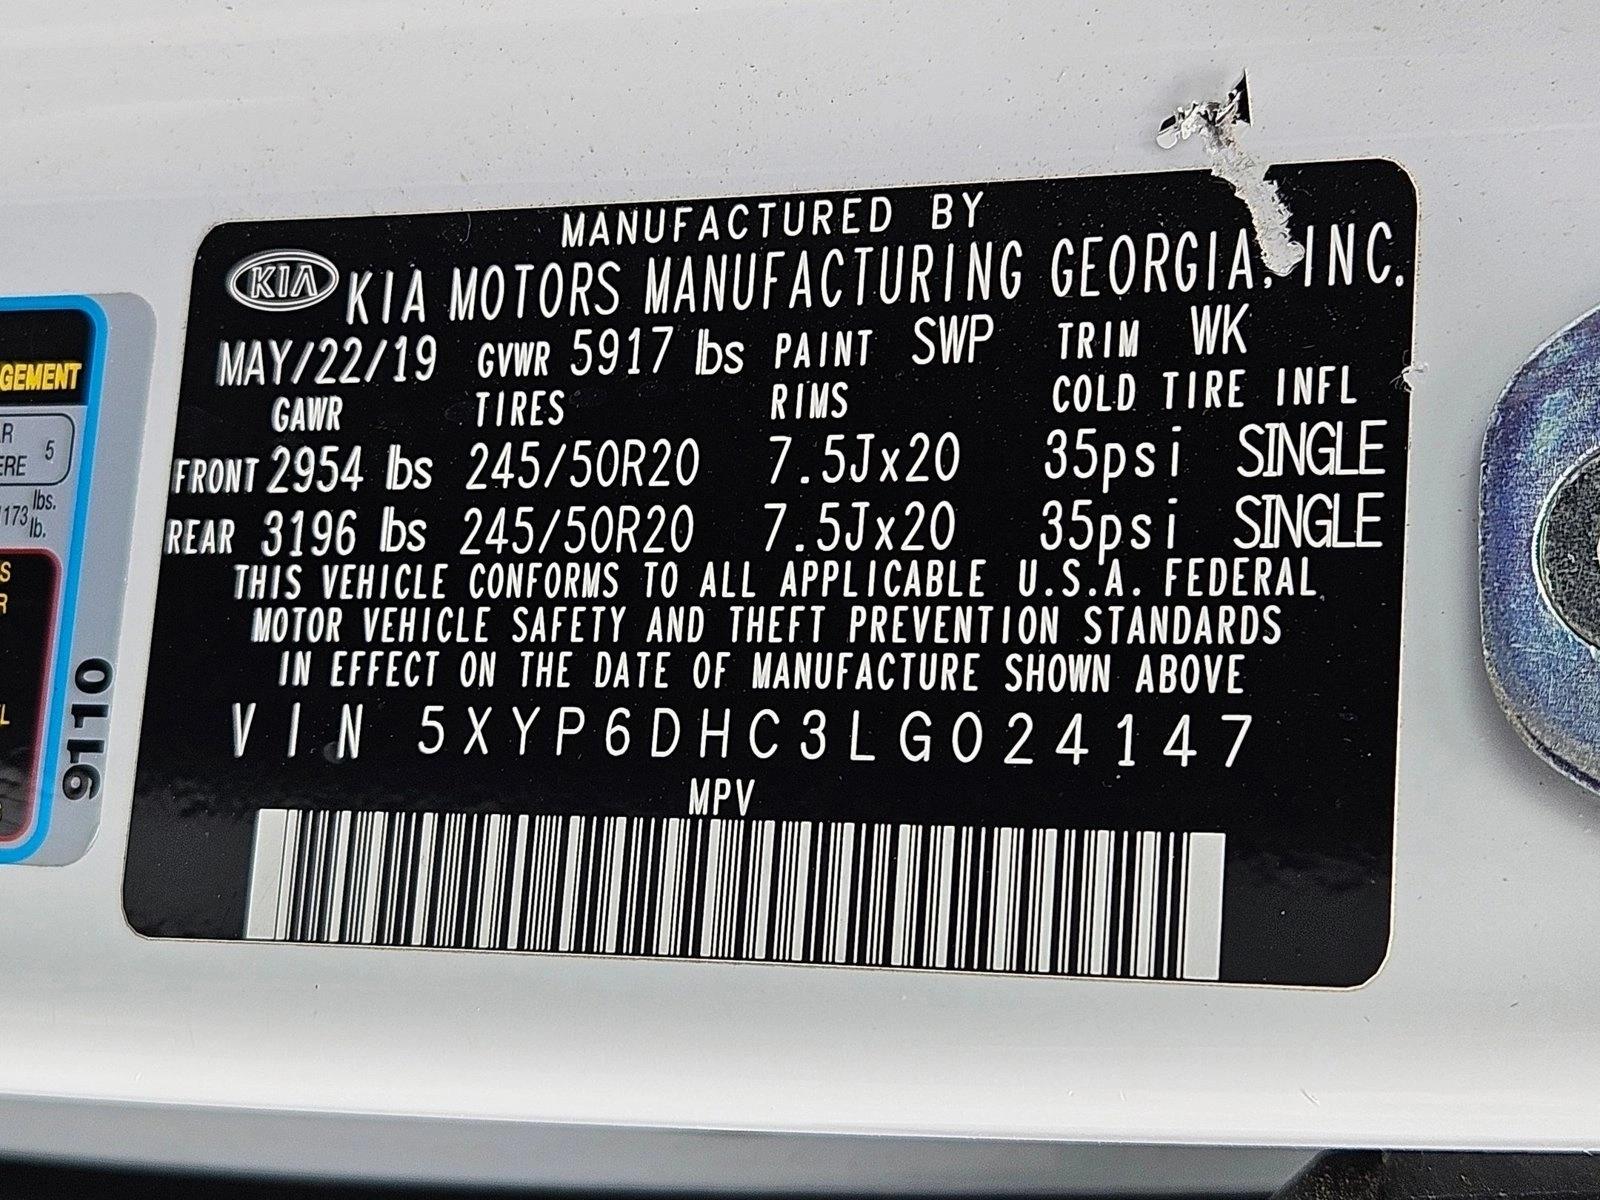 MANUFACTURED BY
KIA KIA MOTORS MANUFACTURING GEORGIA, INC.
MAY/22/19 GVWR 5917 lbs PAINT SWP TRIM WK
GAWR TIRES RIMS COLD TIRE INFL
FRONT 2954 lbs 245/50R20 7.5Jx20 35psi SINGLE
REAR 3196 lbs 245/50R20 7.5Jx20 35psi SINGLE
THIS VEHICLE CONFORMS TO ALL APPLICABLE U.S.A. FEDERAL
MOTOR VEHICLE SAFETY AND THEFT PREVENTION STANDARDS
IN EFFECT ON THE DATE OF MANUFACTURE SHOWN ABOVE
VIN 5XYP6DHC3LG024147
MPV
5
lbs.
lb.
9110